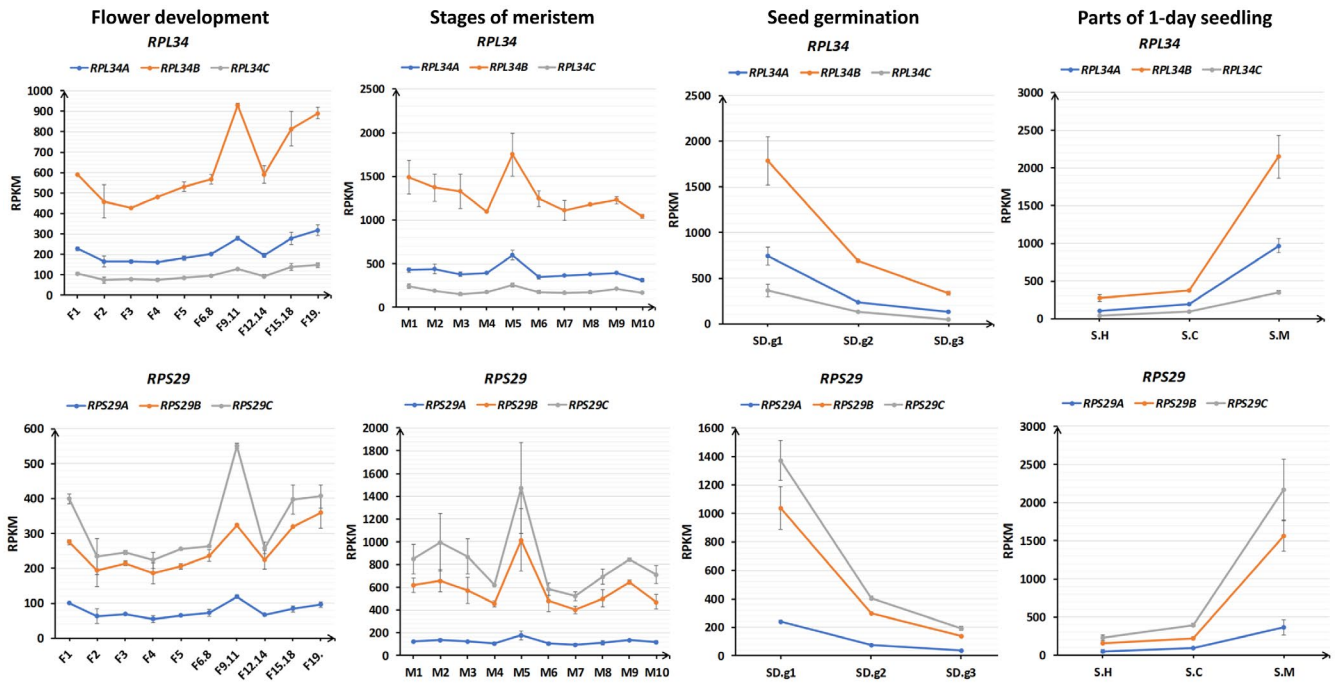 Flower development
Stages of meristem
Seed germination
Parts of 1-day seedling
RPL34
RPL34A RPL34B RPL34C
RPKM
1000
900
800
700
600
500
400
300
200
100
0
F1 F2 F3 F4 F5 F6.8 F9.11 F12.14 F15.18 F19.
RPL34
RPL34A RPL34B RPL34C
RPKM
2500
2000
1500
1000
500
0
M1 M2 M3 M4 M5 M6 M7 M8 M9 M10
RPL34
RPL34A RPL34B RPL34C
RPKM
2500
2000
1500
1000
500
0
SD.g1 SD.g2 SD.g3
RPL34
RPL34A RPL34B RPL34C
RPKM
3000
2500
2000
1500
1000
500
0
S.H S.C S.M
RPS29
RPS29A RPS29B RPS29C
RPKM
600
500
400
300
200
100
0
F1 F2 F3 F4 F5 F6.8 F9.11 F12.14 F15.18 F19.
RPS29
RPS29A RPS29B RPS29C
RPKM
2000
1800
1600
1400
1200
1000
800
600
400
200
0
M1 M2 M3 M4 M5 M6 M7 M8 M9 M10
RPS29
RPS29A RPS29B RPS29C
RPKM
1600
1400
1200
1000
800
600
400
200
0
SD.g1 SD.g2 SD.g3
RPS29
RPS29A RPS29B RPS29C
RPKM
3000
2500
2000
1500
1000
500
0
S.H S.C S.M